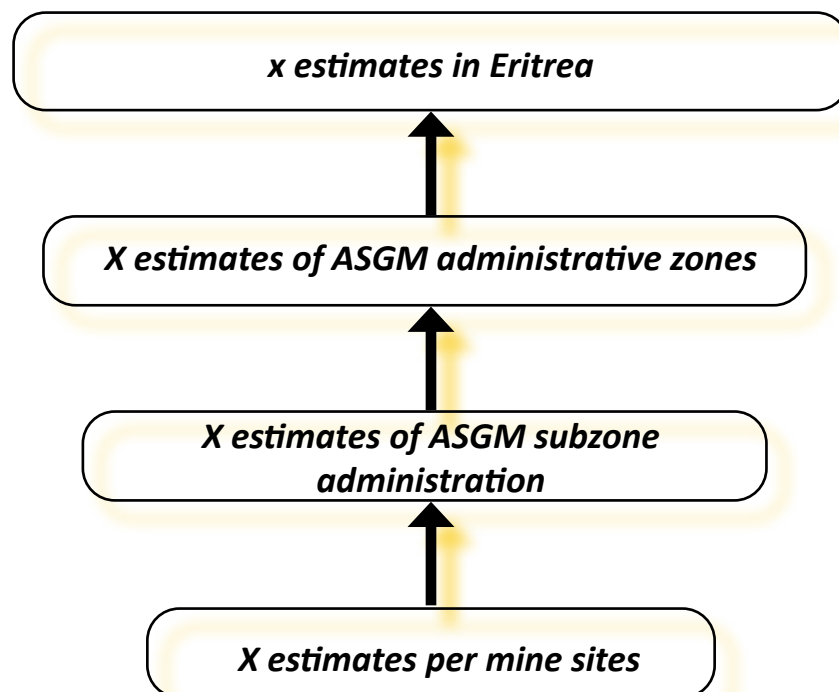 x estimates in Eritrea
X estimates of ASGM administrative zones
X estimates of ASGM subzone
administration
X estimates per mine sites